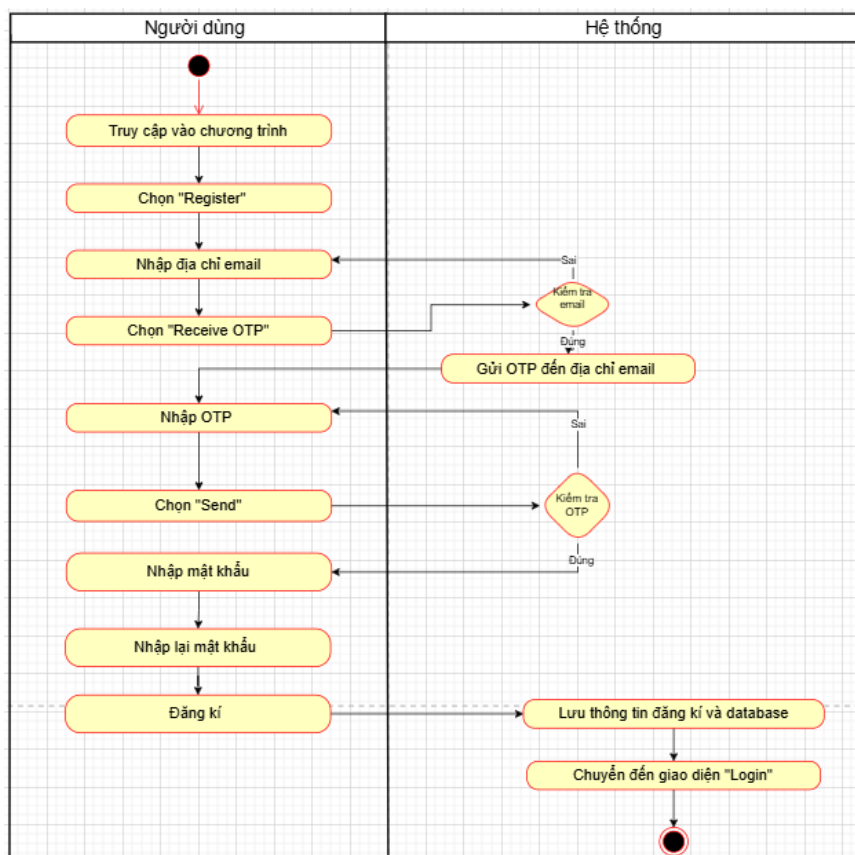 Người dùng
Hệ thống
Truy cập vào chương trình
Chọn "Register"
Nhập địa chỉ email
Sai
Kiểm tra
email
Chọn "Receive OTP"
Đúng
Gửi OTP đến địa chỉ email
Nhập OTP
Sai
Chọn "Send"
Kiểm tra
OTP
Đúng
Nhập mật khẩu
Nhập lại mật khẩu
Đăng kí
Lưu thông tin đăng kí và database
Chuyển đến giao diện "Login"